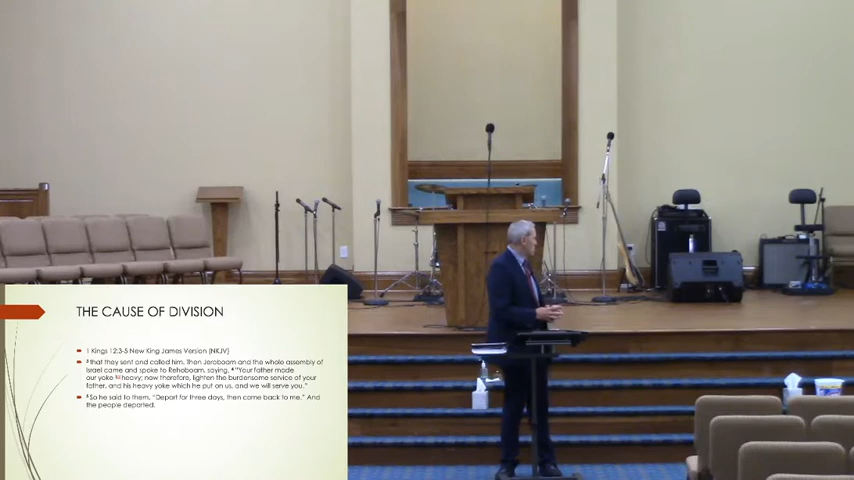 THE CAUSE OF DIVISION
1 Kings 12:3-5 New King James Version (NKJV)
3 that they sent and called him. Then Jeroboam and the whole assembly of
Israel came and spoke to Rehoboam, saying, 4 "Your father made
our yoke heavy; now therefore, lighten the burdensome service of your
father, and his heavy yoke which he put on us, and we will serve you."
5 So he said to them, "Depart for three days, then come back to me." And
the people departed.